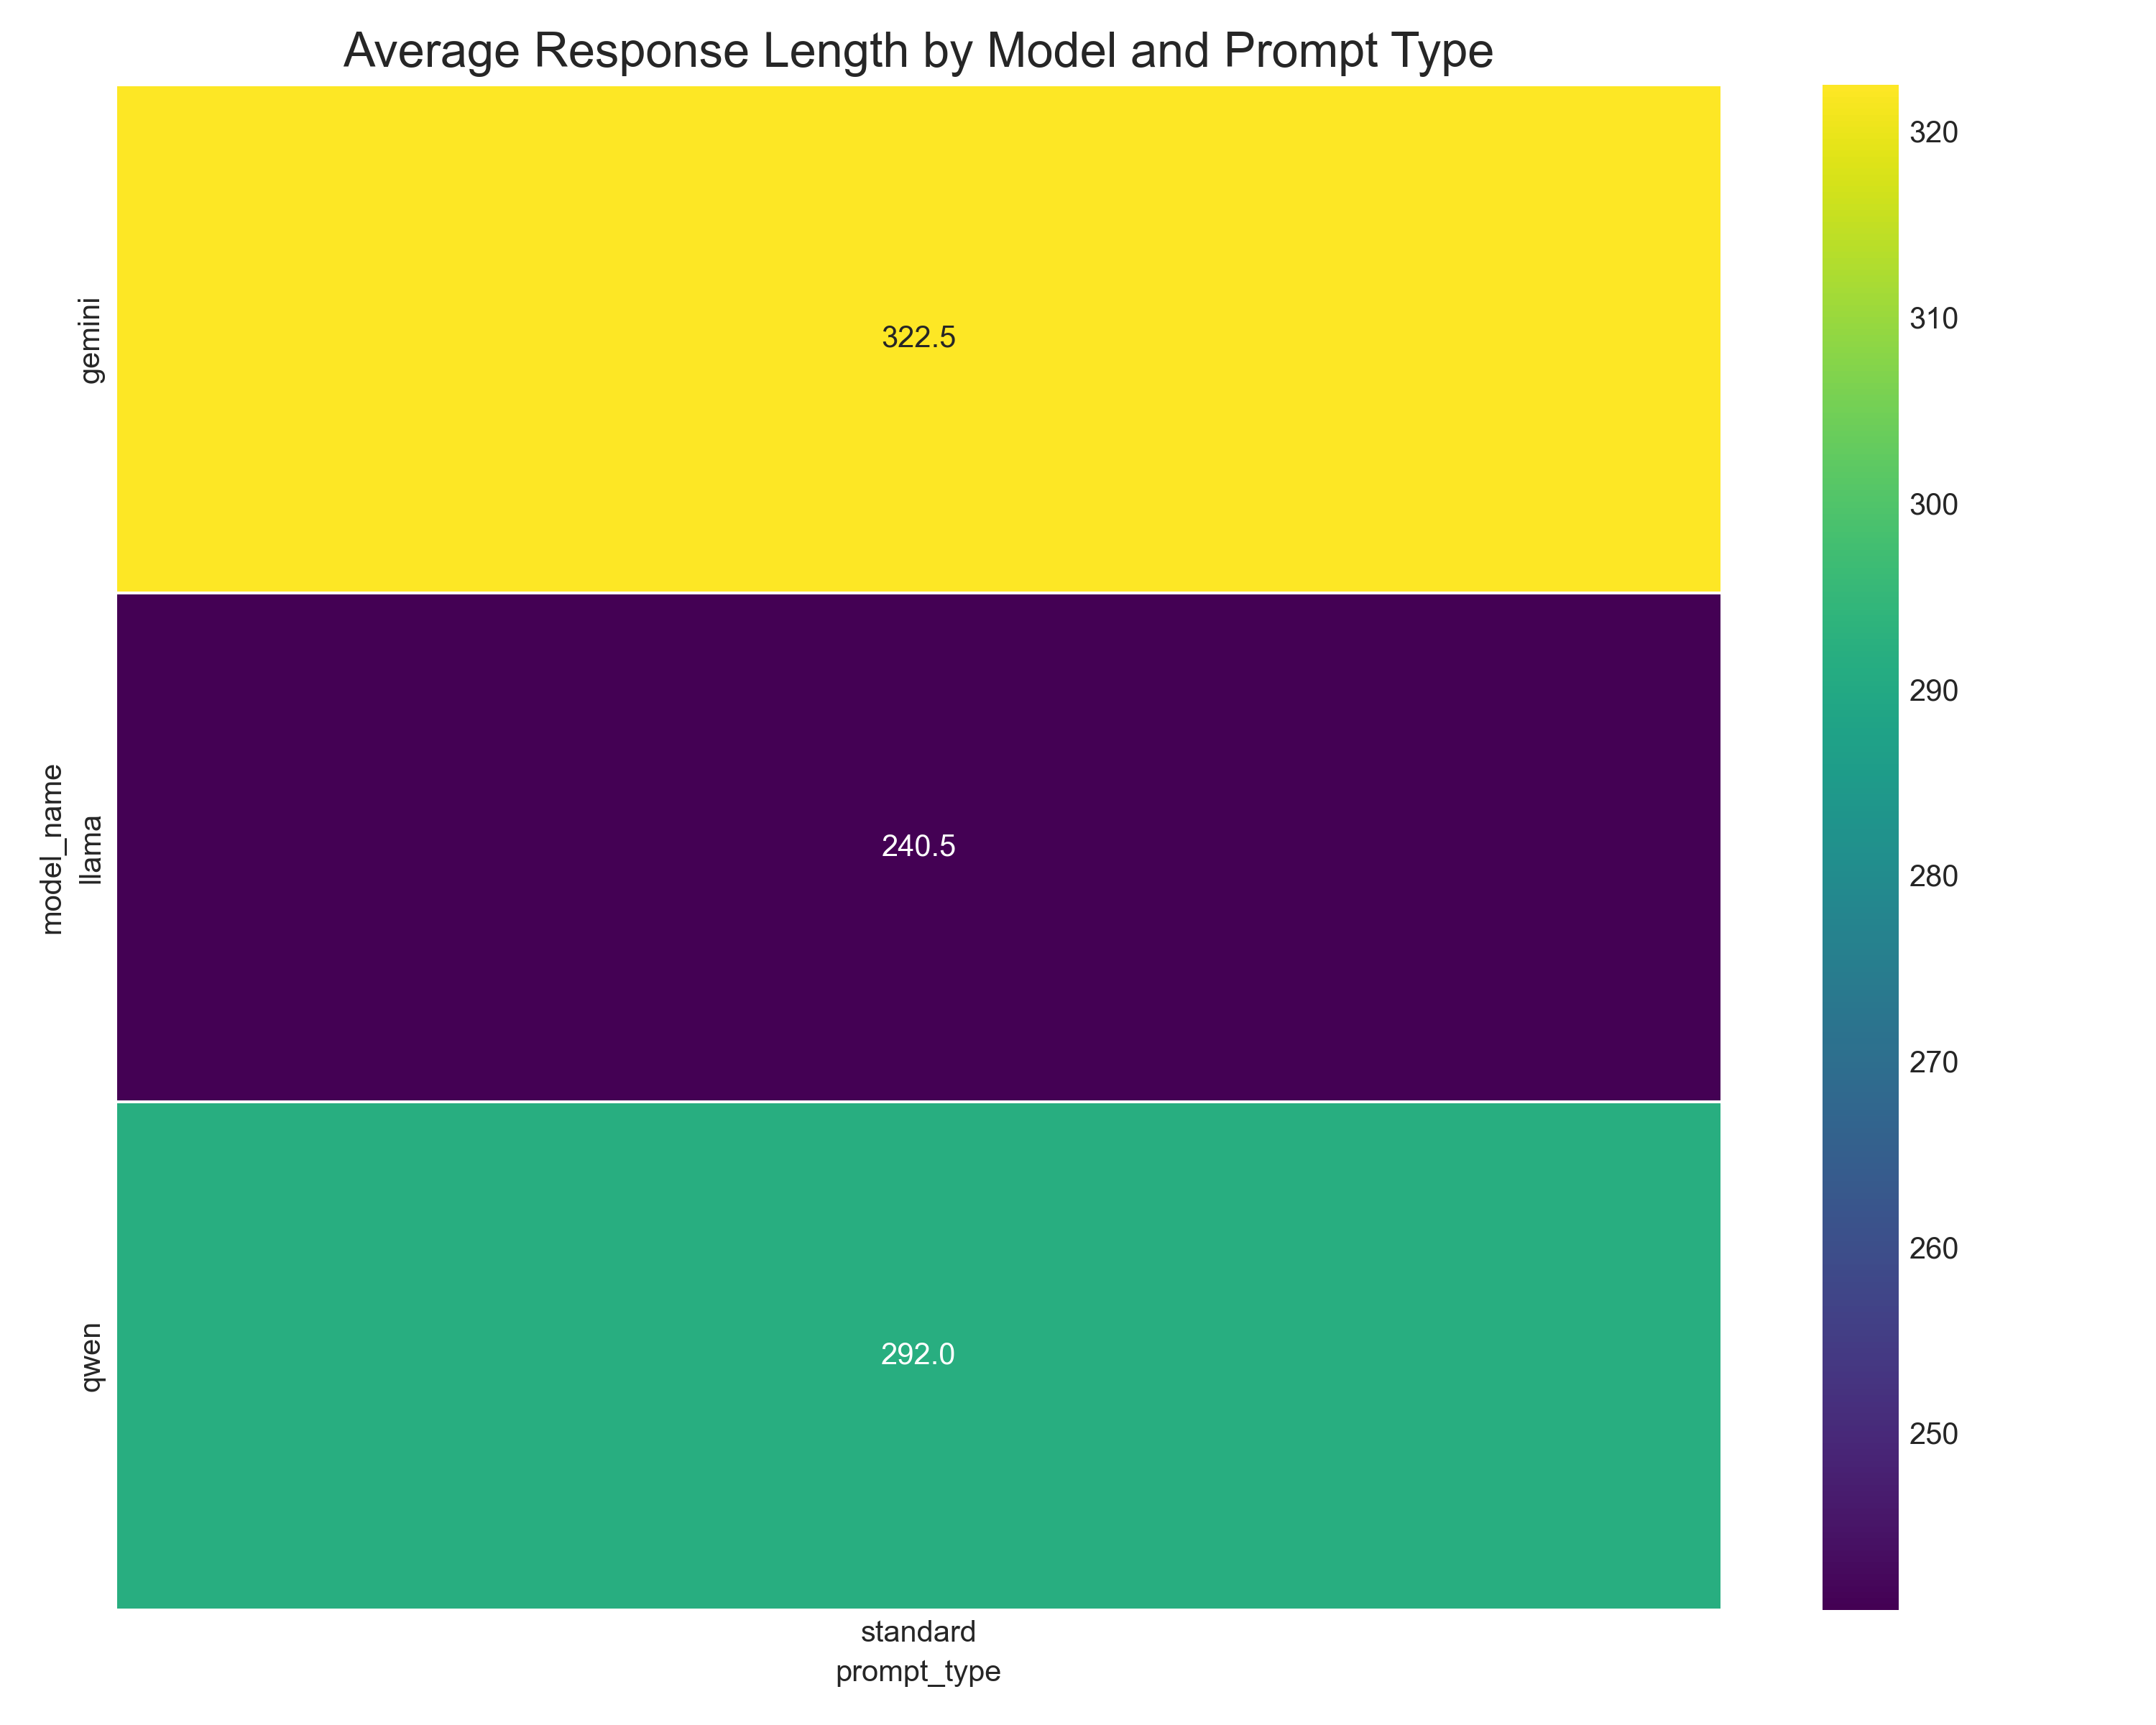 Average Response Length by Model and Prompt Type
model_name
gemini
322.5
llama
240.5
qwen
292.0
standard
prompt_type
320
310
300
290
280
270
260
250